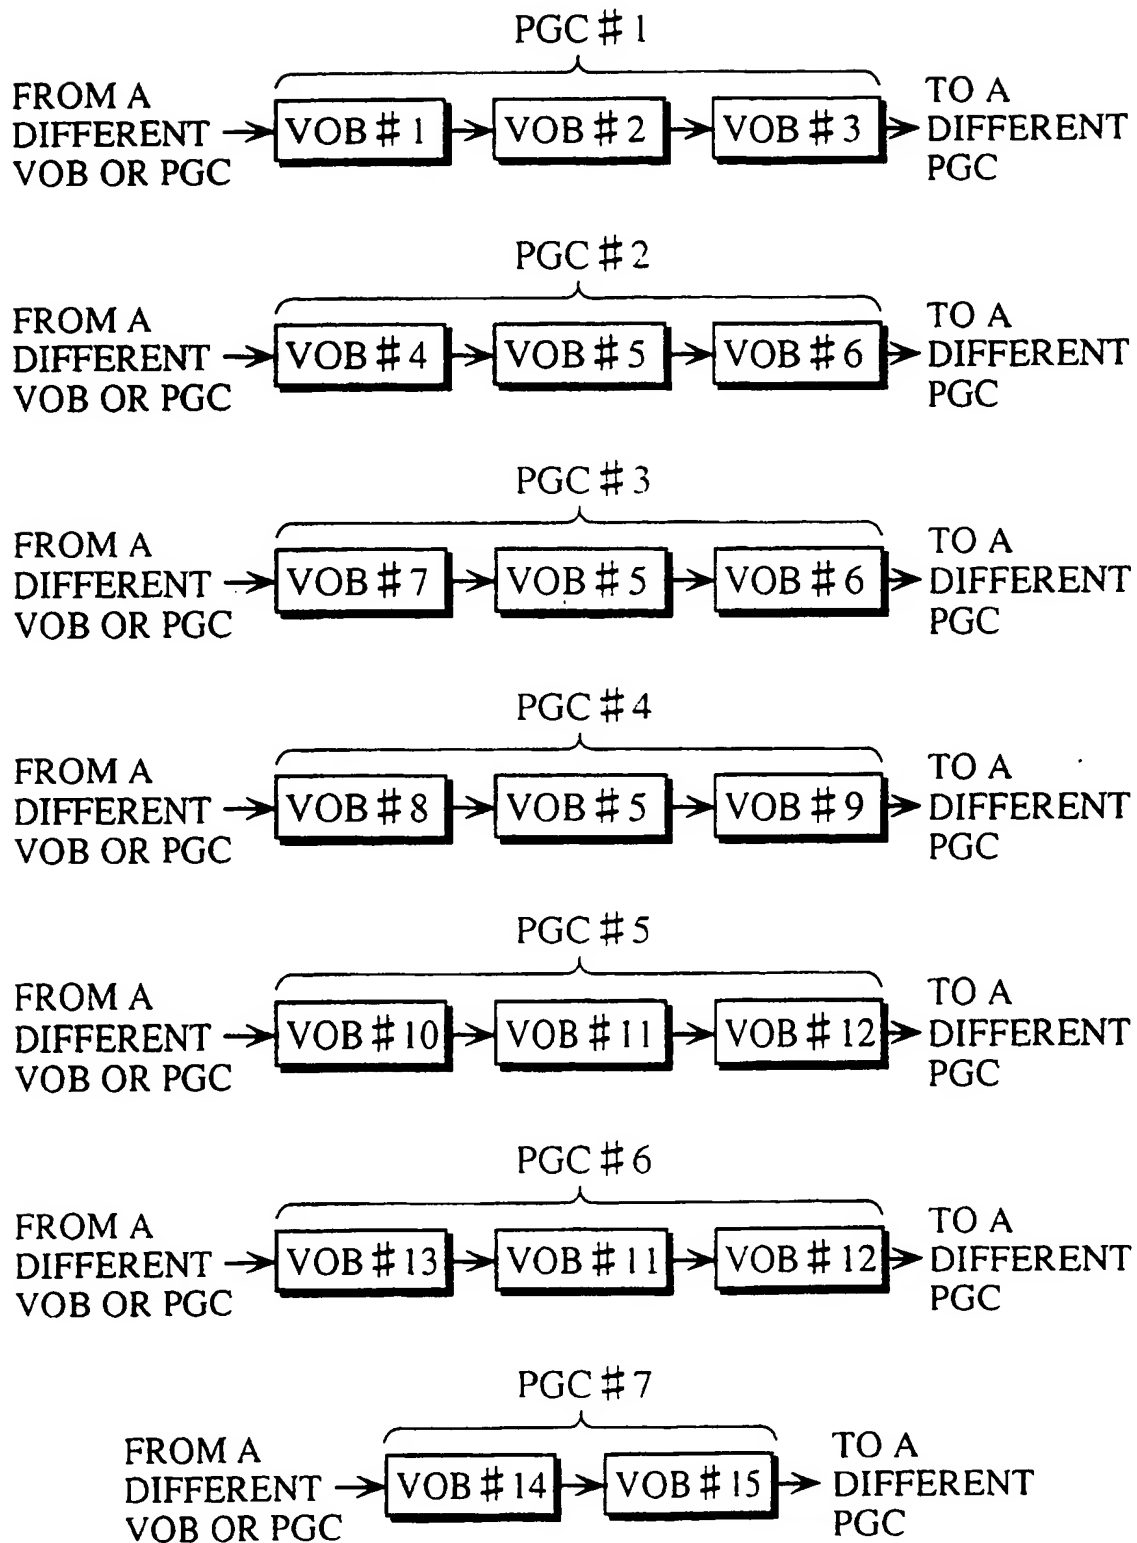 PGC # 1
FROM A
DIFFERENT
VOB OR PGC
VOB # 1
VOB # 2
VOB # 3
TO A
DIFFERENT
PGC
PGC # 2
FROM A
DIFFERENT
VOB OR PGC
VOB # 4
VOB # 5
VOB # 6
TO A
DIFFERENT
PGC
PGC # 3
FROM A
DIFFERENT
VOB OR PGC
VOB # 7
VOB # 5
VOB # 6
TO A
DIFFERENT
PGC
PGC # 4
FROM A
DIFFERENT
VOB OR PGC
VOB # 8
VOB # 5
VOB # 9
TO A
DIFFERENT
PGC
PGC # 5
FROM A
DIFFERENT
VOB OR PGC
VOB # 10
VOB # 11
VOB # 12
TO A
DIFFERENT
PGC
PGC # 6
FROM A
DIFFERENT
VOB OR PGC
VOB # 13
VOB # 11
VOB # 12
TO A
DIFFERENT
PGC
PGC # 7
FROM A
DIFFERENT
VOB OR PGC
VOB # 14
VOB # 15
TO A
DIFFERENT
PGC